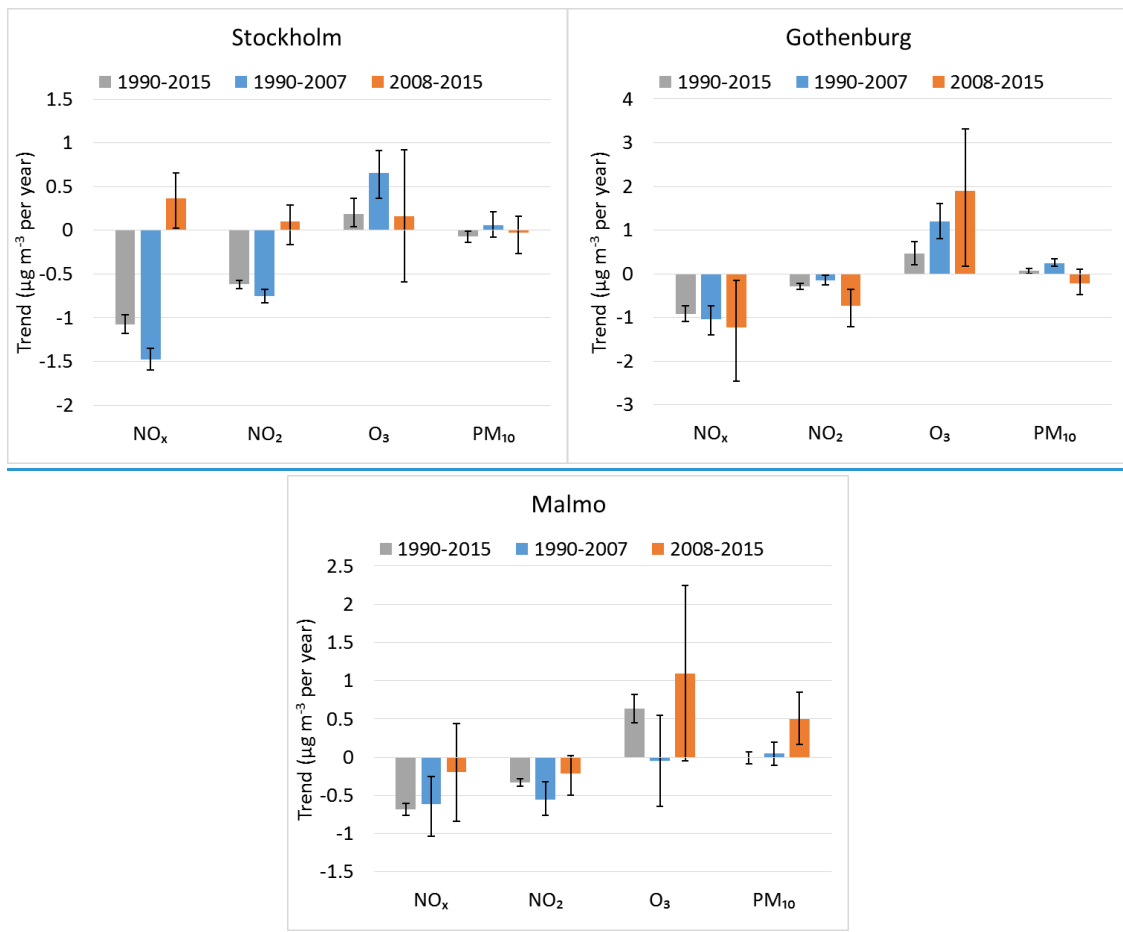 Stockholm
1990-2015 1990-2007 2008-2015
Trend (µg m⁻³ per year)
1.5
1
0.5
0
-0.5
-1
-1.5
-2
NOₓ NO₂ O₃ PM₁₀
Gothenburg
1990-2015 1990-2007 2008-2015
Trend (µg m⁻³ per year)
4
3
2
1
0
-1
-2
-3
NOₓ NO₂ O₃ PM₁₀
Malmo
1990-2015 1990-2007 2008-2015
Trend (µg m⁻³ per year)
2.5
2
1.5
1
0.5
0
-0.5
-1
-1.5
NOₓ NO₂ O₃ PM₁₀